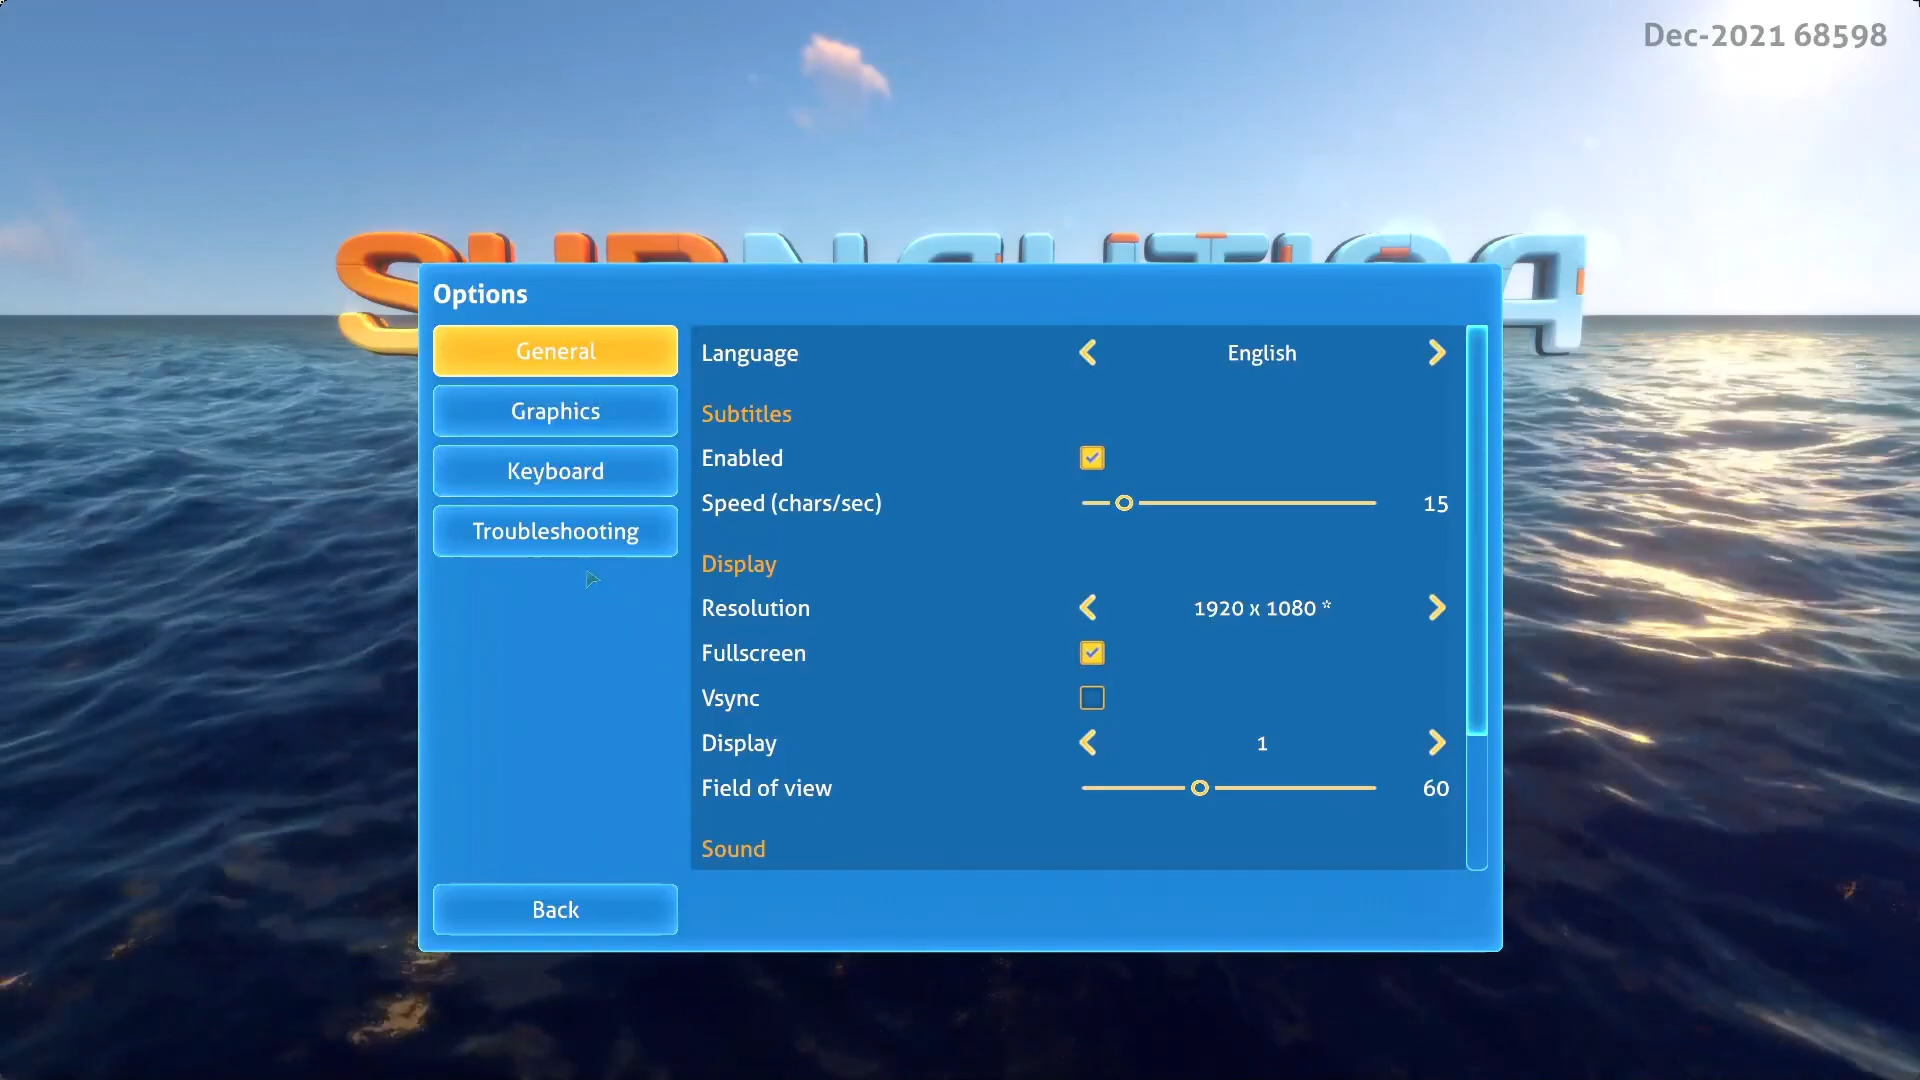 Dec-2021 68598
SUBNAUTICA
Options
General
Graphics
Keyboard
Troubleshooting
Back
Language English
Subtitles
Enabled
Speed (chars/sec) 15
Display
Resolution 1920 x 1080 *
Fullscreen
Vsync
Display 1
Field of view 60
Sound